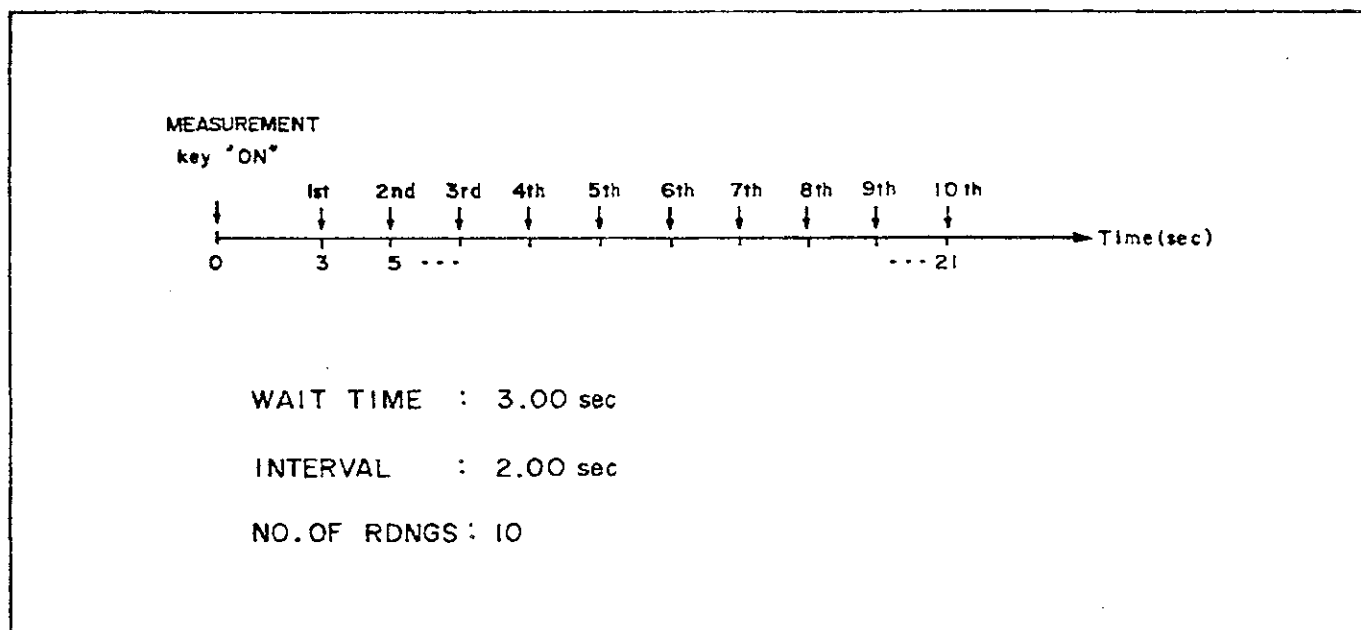 MEASUREMENT
key "ON"
1st 2nd 3rd 4th 5th 6th 7th 8th 9th 10th
Time(sec)
0 3 5 --- --- 21
WAIT TIME : 3.00 sec
INTERVAL : 2.00 sec
NO.OF RDNGS : 10